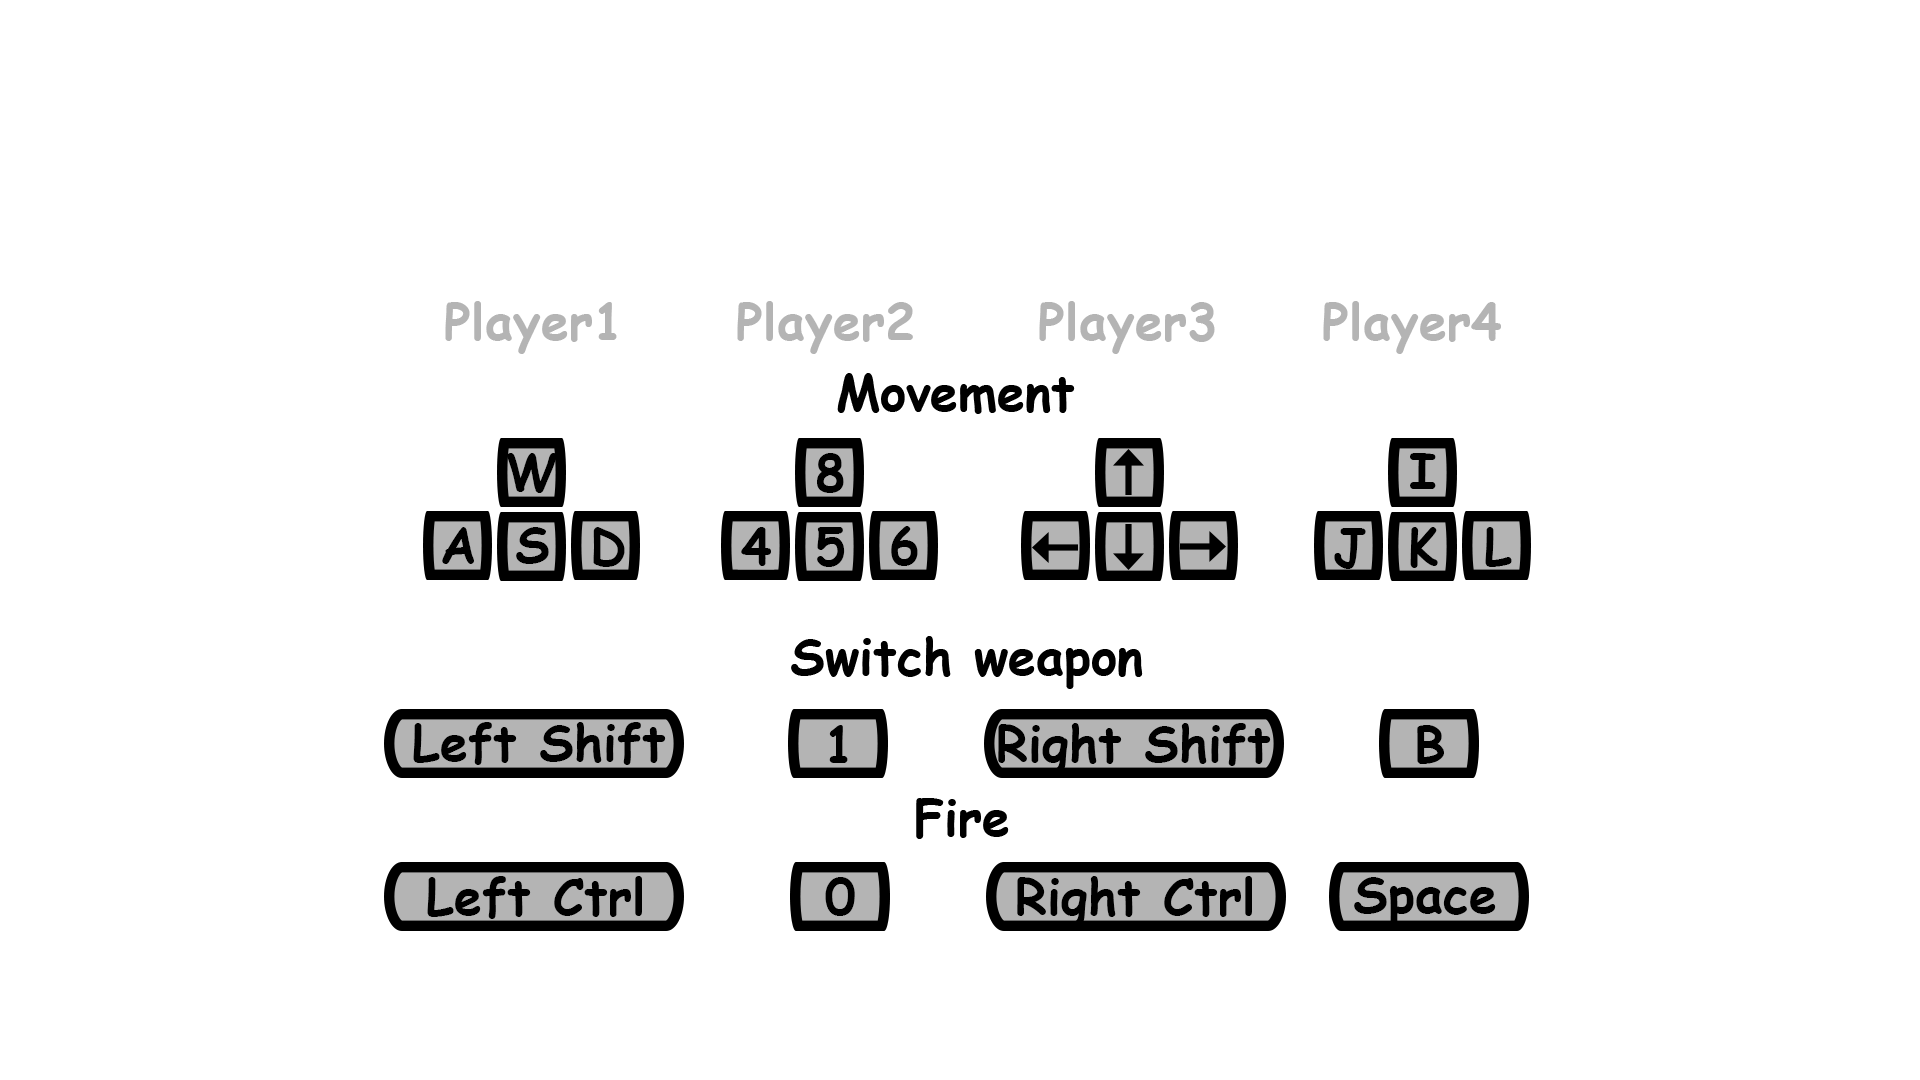 Player1 Player2 Player3 Player4
Movement
W 8 ↑ I
A S D 4 5 6 ← ↓ → J K L
Switch weapon
Left Shift 1 Right Shift B
Fire
Left Ctrl 0 Right Ctrl Space